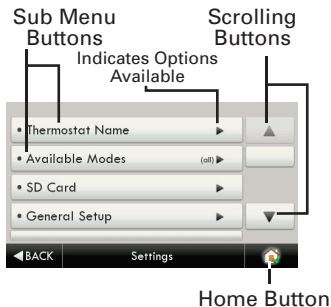 Sub Menu
Buttons
Scrolling
Buttons
Indicates Options
Available
• Thermostat Name
• Available Modes (all)
• SD Card
• General Setup
BACK
Settings
Home Button